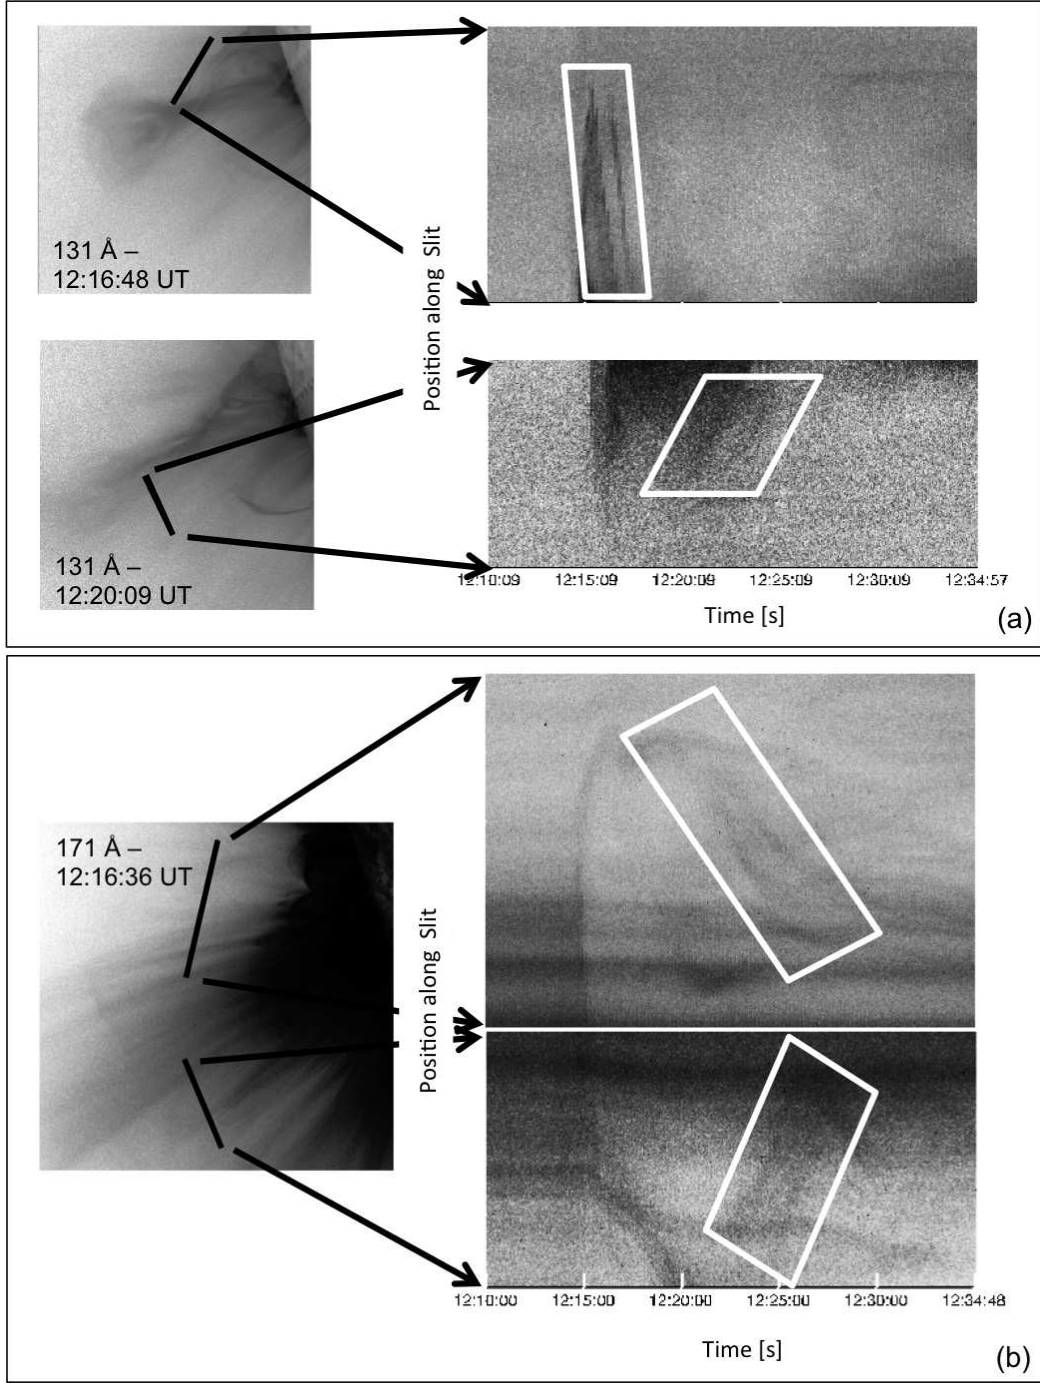 131 Å –
12:16:48 UT
Position along Slit
131 Å –
12:20:09 UT
12:10:09 12:15:09 12:20:09 12:25:09 12:30:09 12:34:57
Time [s]
(a)
171 Å –
12:16:36 UT
Position along Slit
12:10:00 12:15:00 12:20:00 12:25:00 12:30:00 12:34:48
Time [s]
(b)